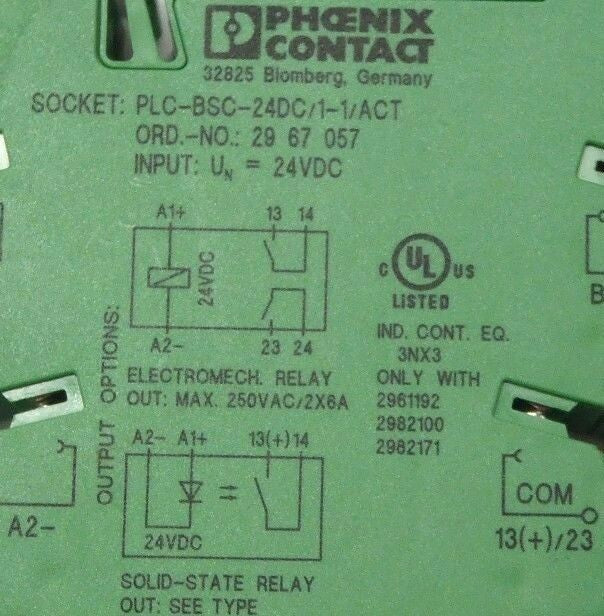 PHŒNIX
CONTACT
32825 Blomberg, Germany
SOCKET: PLC-BSC-24DC/1-1/ACT
ORD.-NO.: 29 67 057
INPUT: UN = 24VDC
OUTPUT OPTIONS:
A1+ 13 14
24VDC
A2- 23 24
ELECTROMECH. RELAY
OUT: MAX. 250VAC/2X6A
A2- A1+ 13(+) 14
24VDC
SOLID-STATE RELAY
OUT: SEE TYPE
C UL US
LISTED
IND. CONT. EQ.
3NX3
ONLY WITH
2961192
2982100
2982171
A2-
COM
13(+)/23